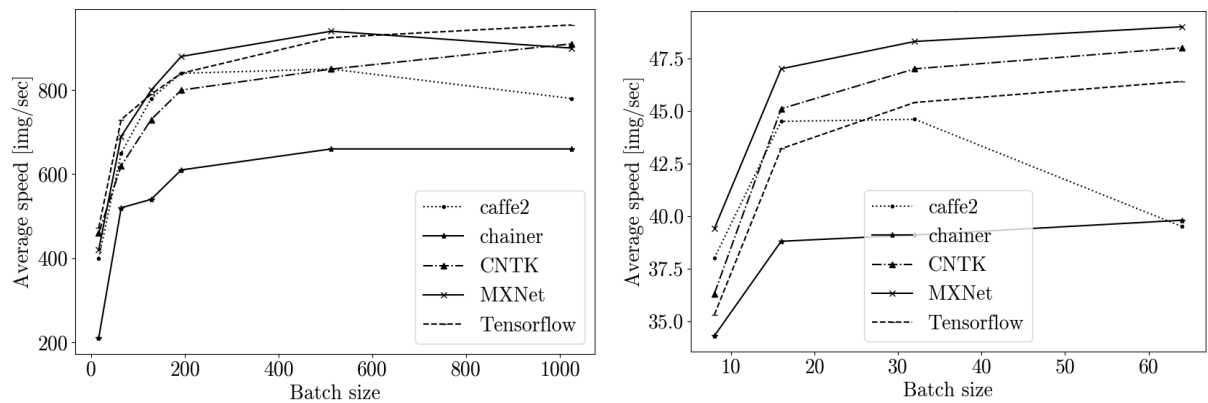 Average speed [img/sec]
800
600
400
200
0
200
400
600
800
1000
Batch size
caffe2
chainer
CNTK
MXNet
Tensorflow
Average speed [img/sec]
47.5
45.0
42.5
40.0
37.5
35.0
10
20
30
40
50
60
Batch size
caffe2
chainer
CNTK
MXNet
Tensorflow